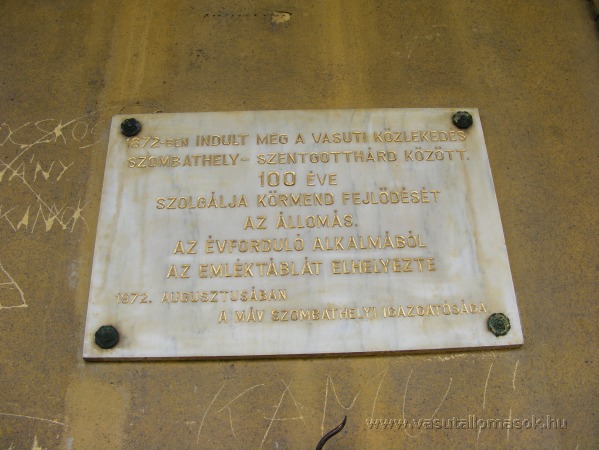 1872-BEN INDULT MEG A VASUTI KÖZLEKEDÉS
SZOMBATHELY - SZENTGOTTHÁRD KÖZÖTT.
100 ÉVE
SZOLGÁLJA KÖRMEND FEJLŐDÉSÉT
AZ ÁLLOMÁS.
AZ ÉVFORDULÓ ALKALMÁBÓL
AZ EMLÉKTÁBLÁT ELHELYEZTE
1972. AUGUSZTUSÁBAN
A MÁV SZOMBATHELYI IGAZGATÓSÁGA
www.vasutallomasok.hu